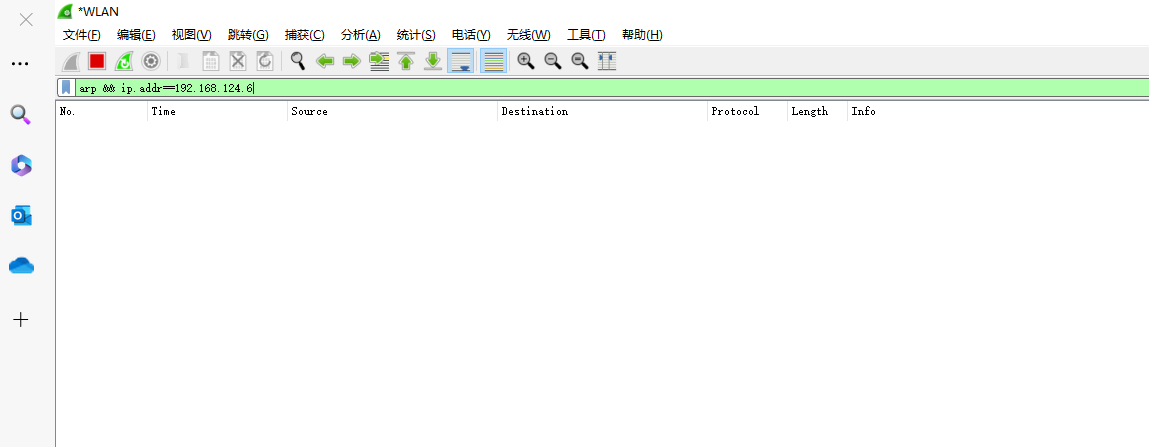 *WLAN
文件(F) 编辑(E) 视图(V) 跳转(G) 捕获(C) 分析(A) 统计(S) 电话(Y) 无线(W) 工具(T) 帮助(H)
arp && ip.addr==192.168.124.6
No. Time Source Destination Protocol Length Info